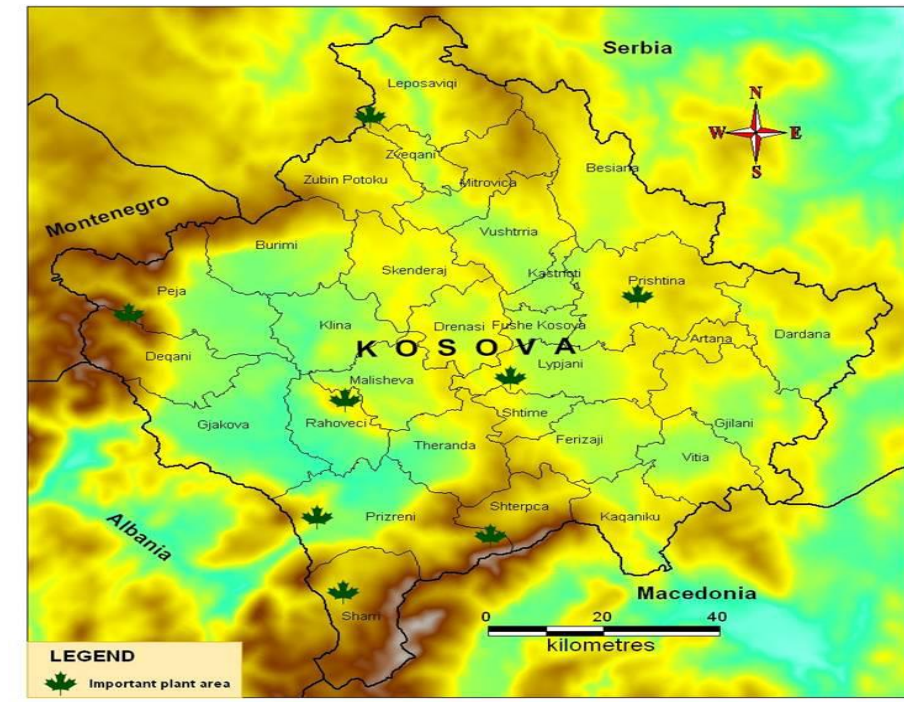 Serbia
Leposaviqi
N
W
E
S
Zveqani
Zubin Potoku
Mitrovica
Besiana
Montenegro
Burimi
Vushtrria
Skenderaj
Kastrioti
Peja
Prishtina
Klina
Drenasi
Fushe Kosova
Artana
Dardana
KOSOVA
Deqani
Lypjani
Malisheva
Rahoveci
Shtime
Gjakova
Gjilani
Theranda
Ferizaji
Vitia
Shterpca
Prizreni
Kaqaniku
Albania
Macedonia
Sharri
0 20 40
kilometres
LEGEND
Important plant area